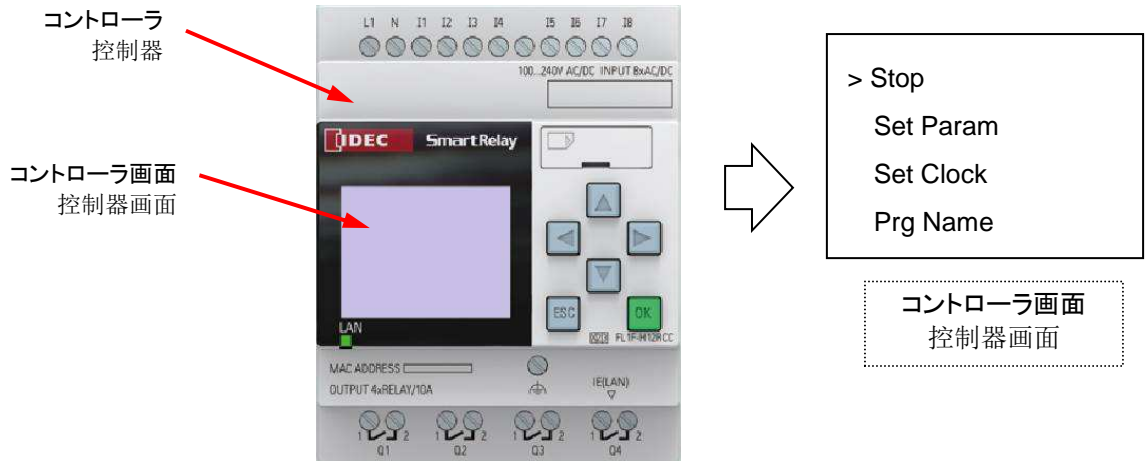 コントローラ
控制器
コントローラ画面
控制器画面
L1 N I1 I2 I3 I4 I5 I6 I7 I8
100...240V AC/DC INPUT 8xAC/DC
IDEC SmartRelay
ESC
OK
LAN
FL1F-H12RCC
MAC ADDRESS
OUTPUT 4xRELAY/10A
IE(LAN)
1 2 1 2 1 2 1 2
Q1 Q2 Q3 Q4
> Stop
Set Param
Set Clock
Prg Name
コントローラ画面
控制器画面